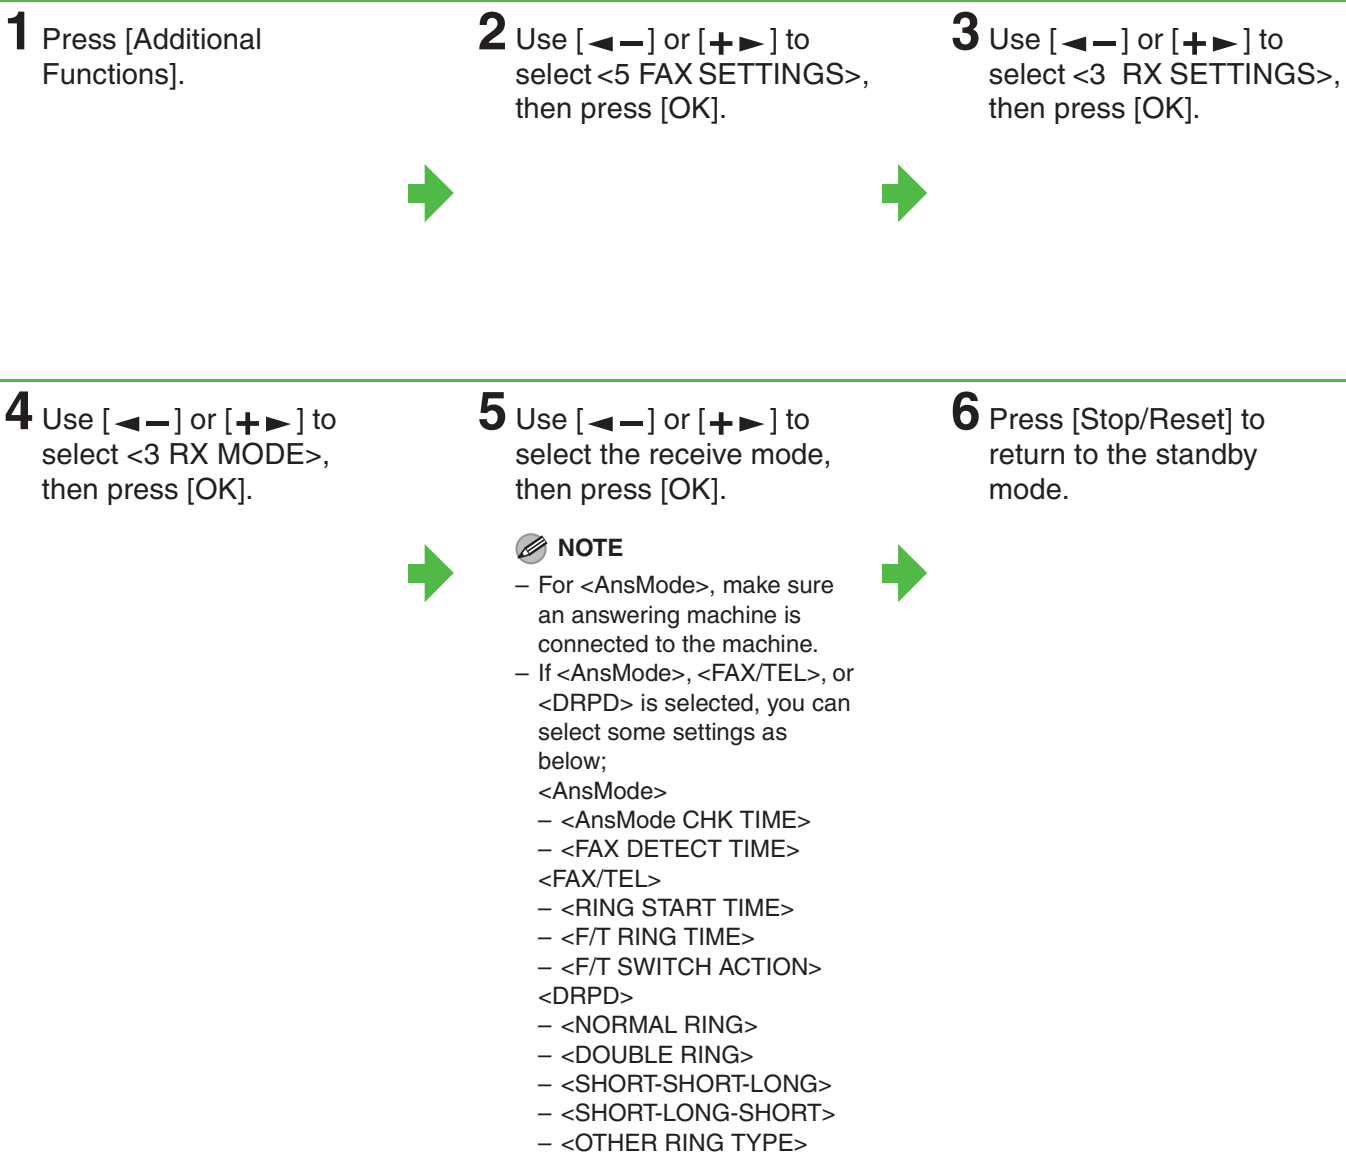 1 Press [Additional
Functions].
2 Use [◄–] or [+►] to
select <5 FAX SETTINGS>,
then press [OK].
3 Use [◄–] or [+►] to
select <3 RX SETTINGS>,
then press [OK].
4 Use [◄–] or [+►] to
select <3 RX MODE>,
then press [OK].
5 Use [◄–] or [+►] to
select the receive mode,
then press [OK].
NOTE
– For <AnsMode>, make sure
an answering machine is
connected to the machine.
– If <AnsMode>, <FAX/TEL>, or
<DRPD> is selected, you can
select some settings as
below;
<AnsMode>
– <AnsMode CHK TIME>
– <FAX DETECT TIME>
<FAX/TEL>
– <RING START TIME>
– <F/T RING TIME>
– <F/T SWITCH ACTION>
<DRPD>
– <NORMAL RING>
– <DOUBLE RING>
– <SHORT-SHORT-LONG>
– <SHORT-LONG-SHORT>
– <OTHER RING TYPE>
6 Press [Stop/Reset] to
return to the standby
mode.